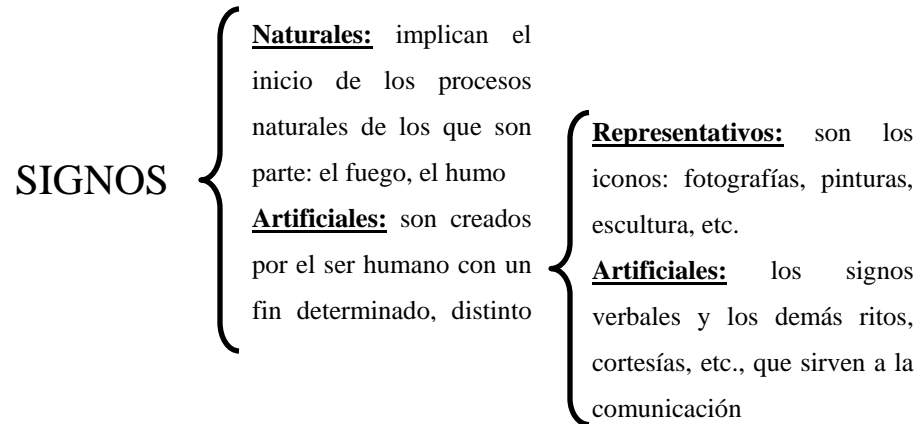 SIGNOS
Naturales: implican el
inicio de los procesos
naturales de los que son
parte: el fuego, el humo
Artificiales: son creados
por el ser humano con un
fin determinado, distinto
Representativos: son los
iconos: fotografías, pinturas,
escultura, etc.
Artificiales: los signos
verbales y los demás ritos,
cortesías, etc., que sirven a la
comunicación